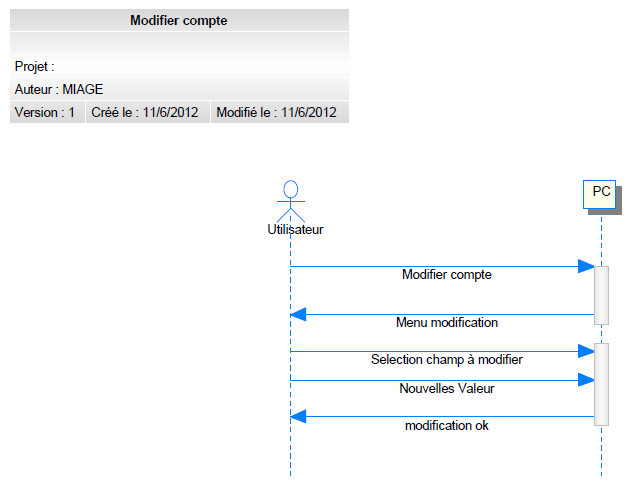 Modifier compte
Projet :
Auteur : MIAGE
Version : 1 Créé le : 11/6/2012 Modifié le : 11/6/2012
PC
Utilisateur
Modifier compte
Menu modification
Selection champ à modifier
Nouvelles Valeur
modification ok